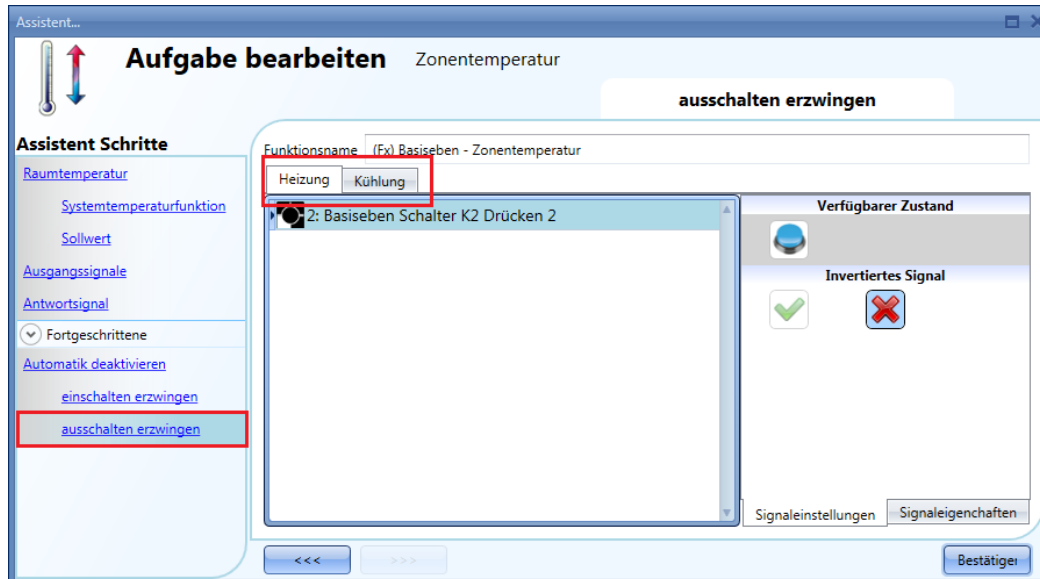 Assistent...
Aufgabe bearbeiten Zonentemperatur
ausschalten erzwingen
Assistent Schritte
Raumtemperatur
Systemtemperaturfunktion
Sollwert
Ausgangssignale
Antwortsignal
Fortgeschrittene
Automatik deaktivieren
einschalten erzwingen
ausschalten erzwingen
Funktionsname (Fx) Basiseben - Zonentemperatur
Heizung Kühlung
2: Basiseben Schalter K2 Drücken 2
Verfügbarer Zustand
Invertiertes Signal
Signaleinstellungen Signaleigenchaften
<<< >>> Bestätiger